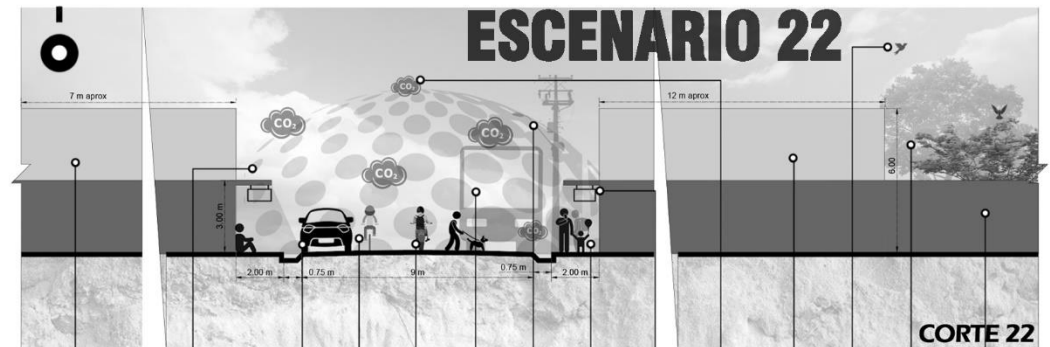 ESCENARIO 22
7 m aprox
12 m aprox
CO₂
CO₂
CO₂
CO₂
CO₂
3.00 m
6.00
2.00 m
0.75 m
9 m
0.75 m
2.00 m
CORTE 22